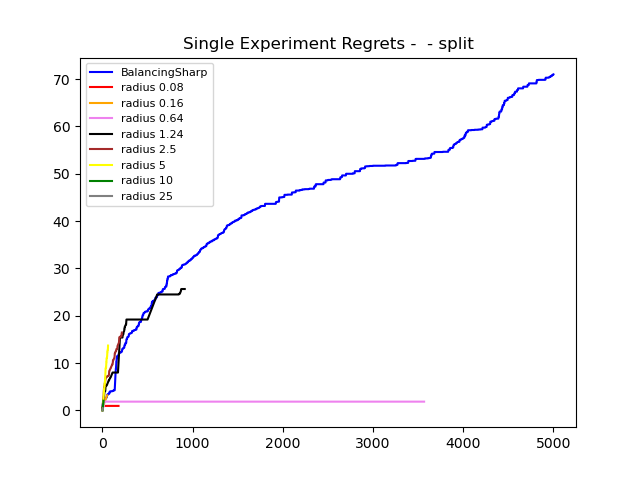 Single Experiment Regrets -  - split
BalancingSharp
radius 0.08
radius 0.16
radius 0.64
radius 1.24
radius 2.5
radius 5
radius 10
radius 25
70
60
50
40
30
20
10
0
0 1000 2000 3000 4000 5000